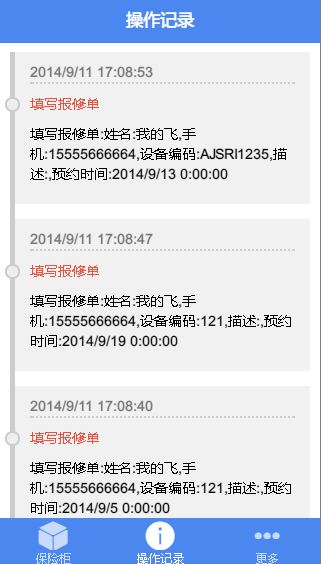 操作记录
2014/9/11 17:08:53
填写报修单
填写报修单:姓名:我的飞,手
机:15555666664,设备编码:AJSRI1235,描
述:,预约时间:2014/9/13 0:00:00
2014/9/11 17:08:47
填写报修单
填写报修单:姓名:我的飞,手
机:15555666664,设备编码:121,描述:,预约
时间:2014/9/19 0:00:00
2014/9/11 17:08:40
填写报修单
填写报修单:姓名:我的飞,手
机:15555666664,设备编码:121,描述:,预约
时间:2014/9/5 0:00:00
保险柜 操作记录 更多